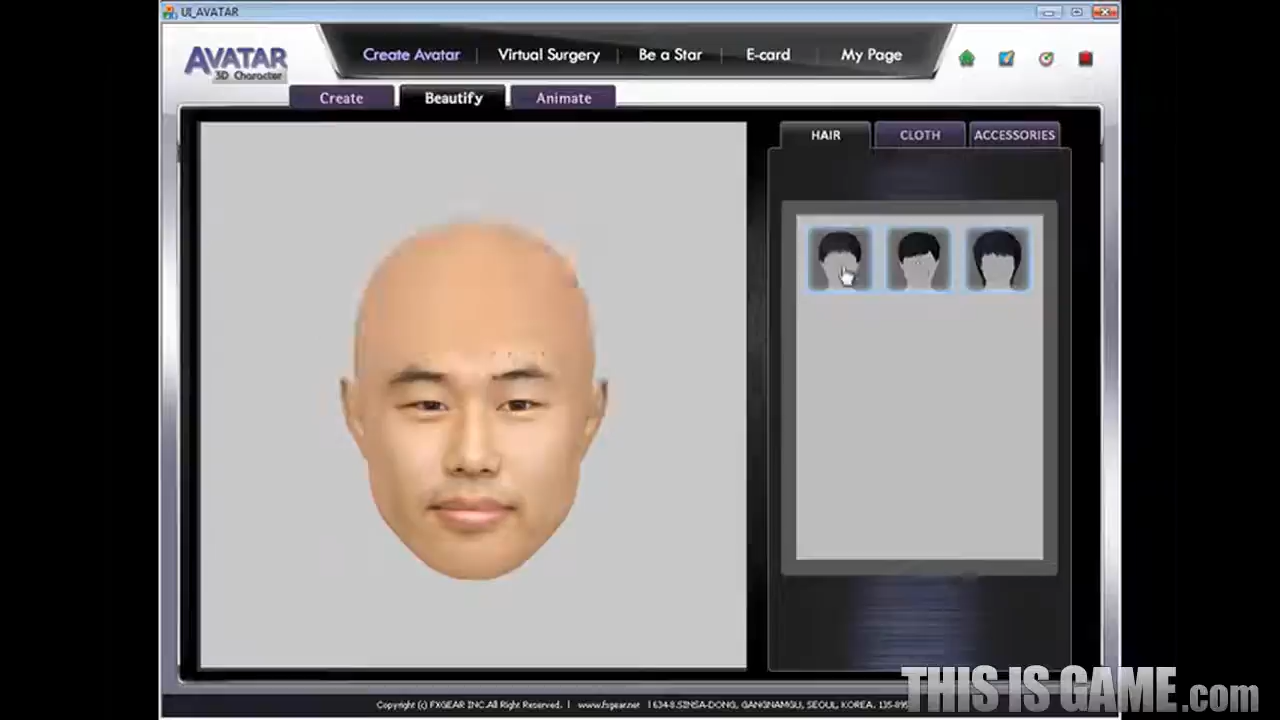 UI_AVATAR
AVATAR
3D Character
Create Avatar
Virtual Surgery
Be a Star
E-card
My Page
Create
Beautify
Animate
HAIR
CLOTH
ACCESSORIES
Copyright (c) FXGEAR INC.All Right Reserved. | www.fxgear.net | 634-8 SINSA-DONG, GANGNAMGU, SEOUL, KOREA. 135-895
THIS IS GAME.com